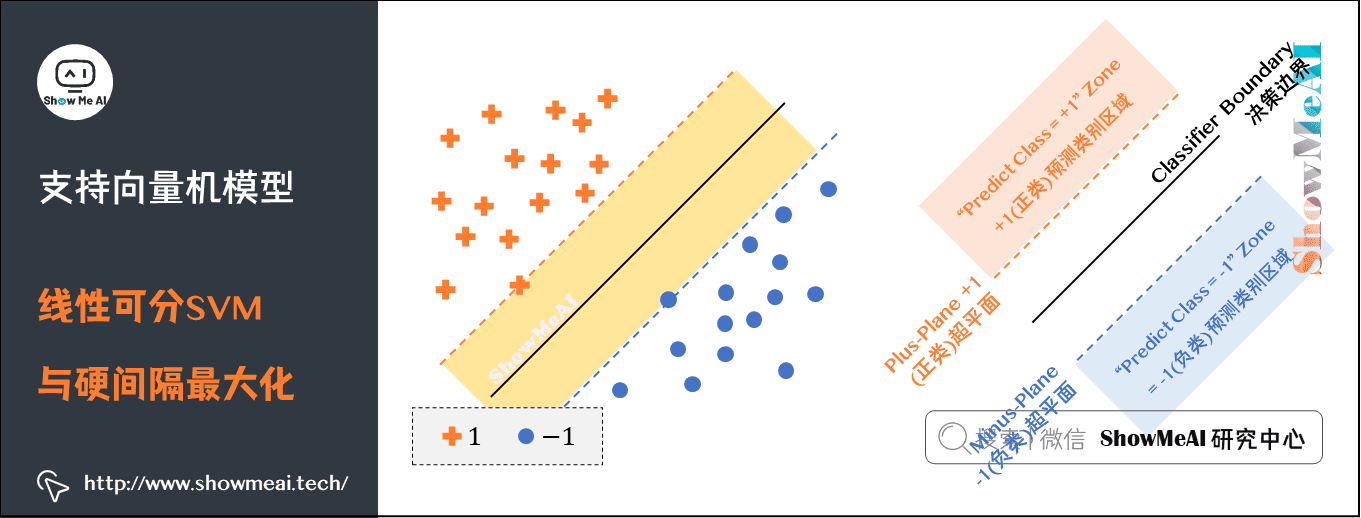 Show Me AI
支持向量机模型
线性可分SVM
与硬间隔最大化
http://www.showmeai.tech/
ShowMeAI
1
−1
“Predict Class = +1” Zone
+1(正类)预测类别区域
Classifier Boundary
决策边界
ShowMeAI
Plus-Plane +1
(正类)超平面
“Predict Class = -1” Zone
= -1(负类)预测类别区域
Minus-Plane
-1(负类)超平面
搜索 | 微信 ShowMeAI 研究中心